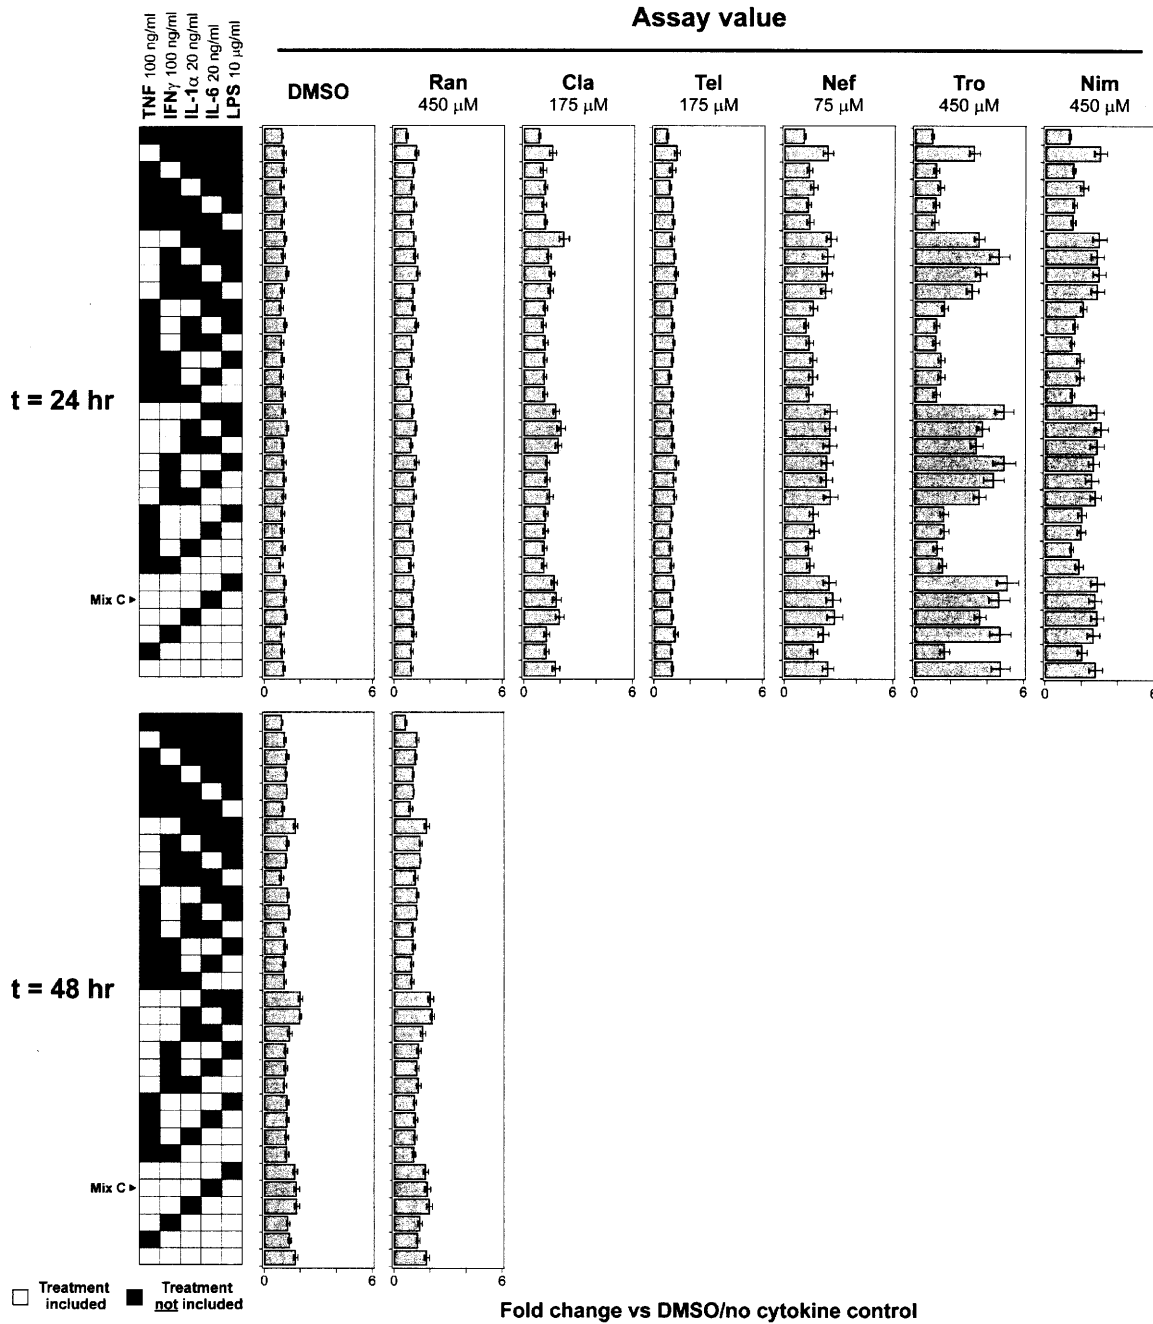 Assay value
TNF 100 ng/ml
IFNγ 100 ng/ml
IL-1α 20 ng/ml
IL-6 20 ng/ml
LPS 10 μg/ml
DMSO
Ran
450 μM
Cla
175 μM
Tel
175 μM
Nef
75 μM
Tro
450 μM
Nim
450 μM
t = 24 hr
Mix C
0 6 0 6 0 6 0 6 0 6 0 6 0 6
t = 48 hr
Mix C
0 6 0 6
Treatment included
Treatment not included
Fold change vs DMSO/no cytokine control